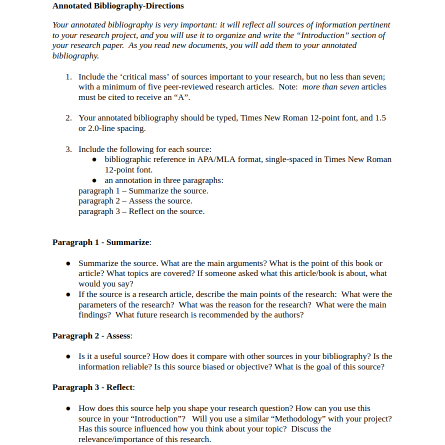 Annotated Bibliography-Directions
Your annotated bibliography is very important: it will reflect all sources of information pertinent
to your research project, and you will use it to organize and write the "Introduction" section of
your research paper. As you read new documents, you will add them to your annotated
bibliography.
1. Include the 'critical mass' of sources important to your research, but no less than seven;
with a minimum of five peer-reviewed research articles. Note: more than seven articles
must be cited to receive an "A".
2. Your annotated bibliography should be typed, Times New Roman 12-point font, and 1.5
or 2.0-line spacing.
3. Include the following for each source:
● bibliographic reference in APA/MLA format, single-spaced in Times New Roman
12-point font.
● an annotation in three paragraphs:
paragraph 1 – Summarize the source.
paragraph 2 – Assess the source.
paragraph 3 – Reflect on the source.
Paragraph 1 - Summarize:
● Summarize the source. What are the main arguments? What is the point of this book or
article? What topics are covered? If someone asked what this article/book is about, what
would you say?
● If the source is a research article, describe the main points of the research: What were the
parameters of the research? What was the reason for the research? What were the main
findings? What future research is recommended by the authors?
Paragraph 2 - Assess:
● Is it a useful source? How does it compare with other sources in your bibliography? Is the
information reliable? Is this source biased or objective? What is the goal of this source?
Paragraph 3 - Reflect:
● How does this source help you shape your research question? How can you use this
source in your "Introduction"? Will you use a similar "Methodology" with your project?
Has this source influenced how you think about your topic? Discuss the
relevance/importance of this research.